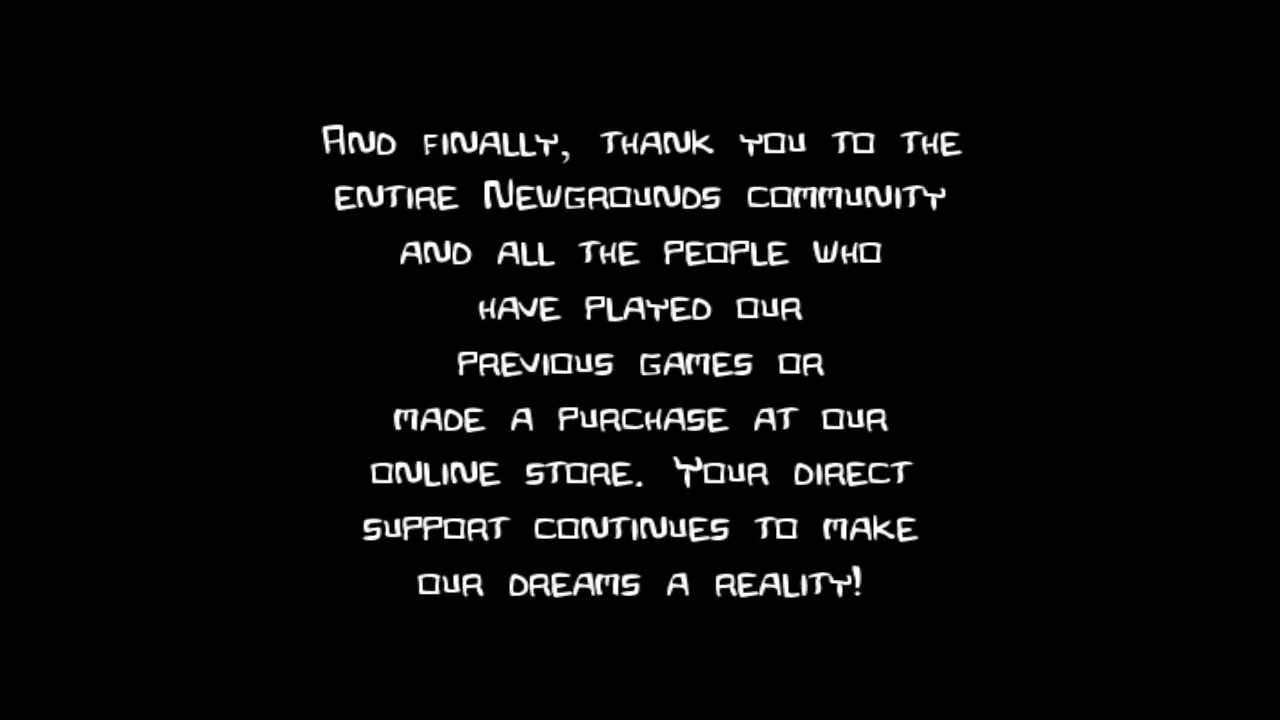 And finally, thank you to the
entire Newgrounds community
and all the people who
have played our
previous games or
made a purchase at our
online store. Your direct
support continues to make
our dreams a reality!